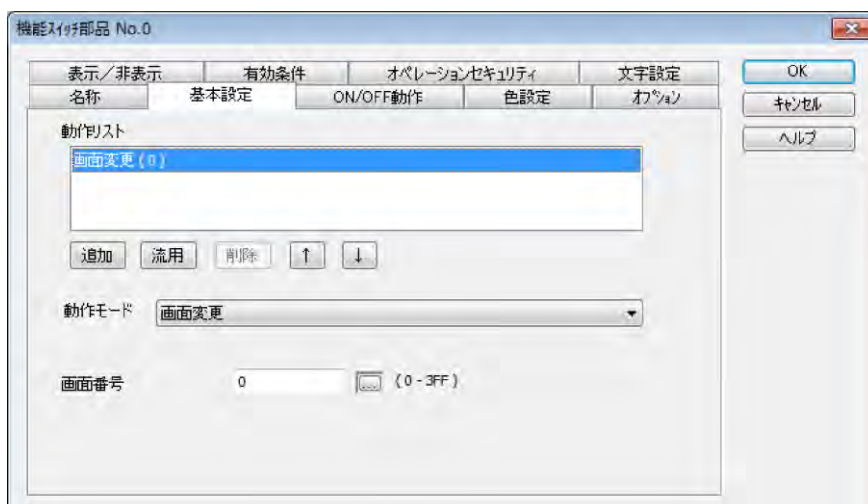 機能スイッチ部品 No.0
表示／非表示 有効条件 オペレーションセキュリティ 文字設定
名称 基本設定 ON/OFF動作 色設定 オプション
OK
キャンセル
ヘルプ
動作リスト
画面変更 ( 0 )
追加 流用 削除 ↑ ↓
動作モード 画面変更
画面番号 0 ... ( 0 - 3FF )